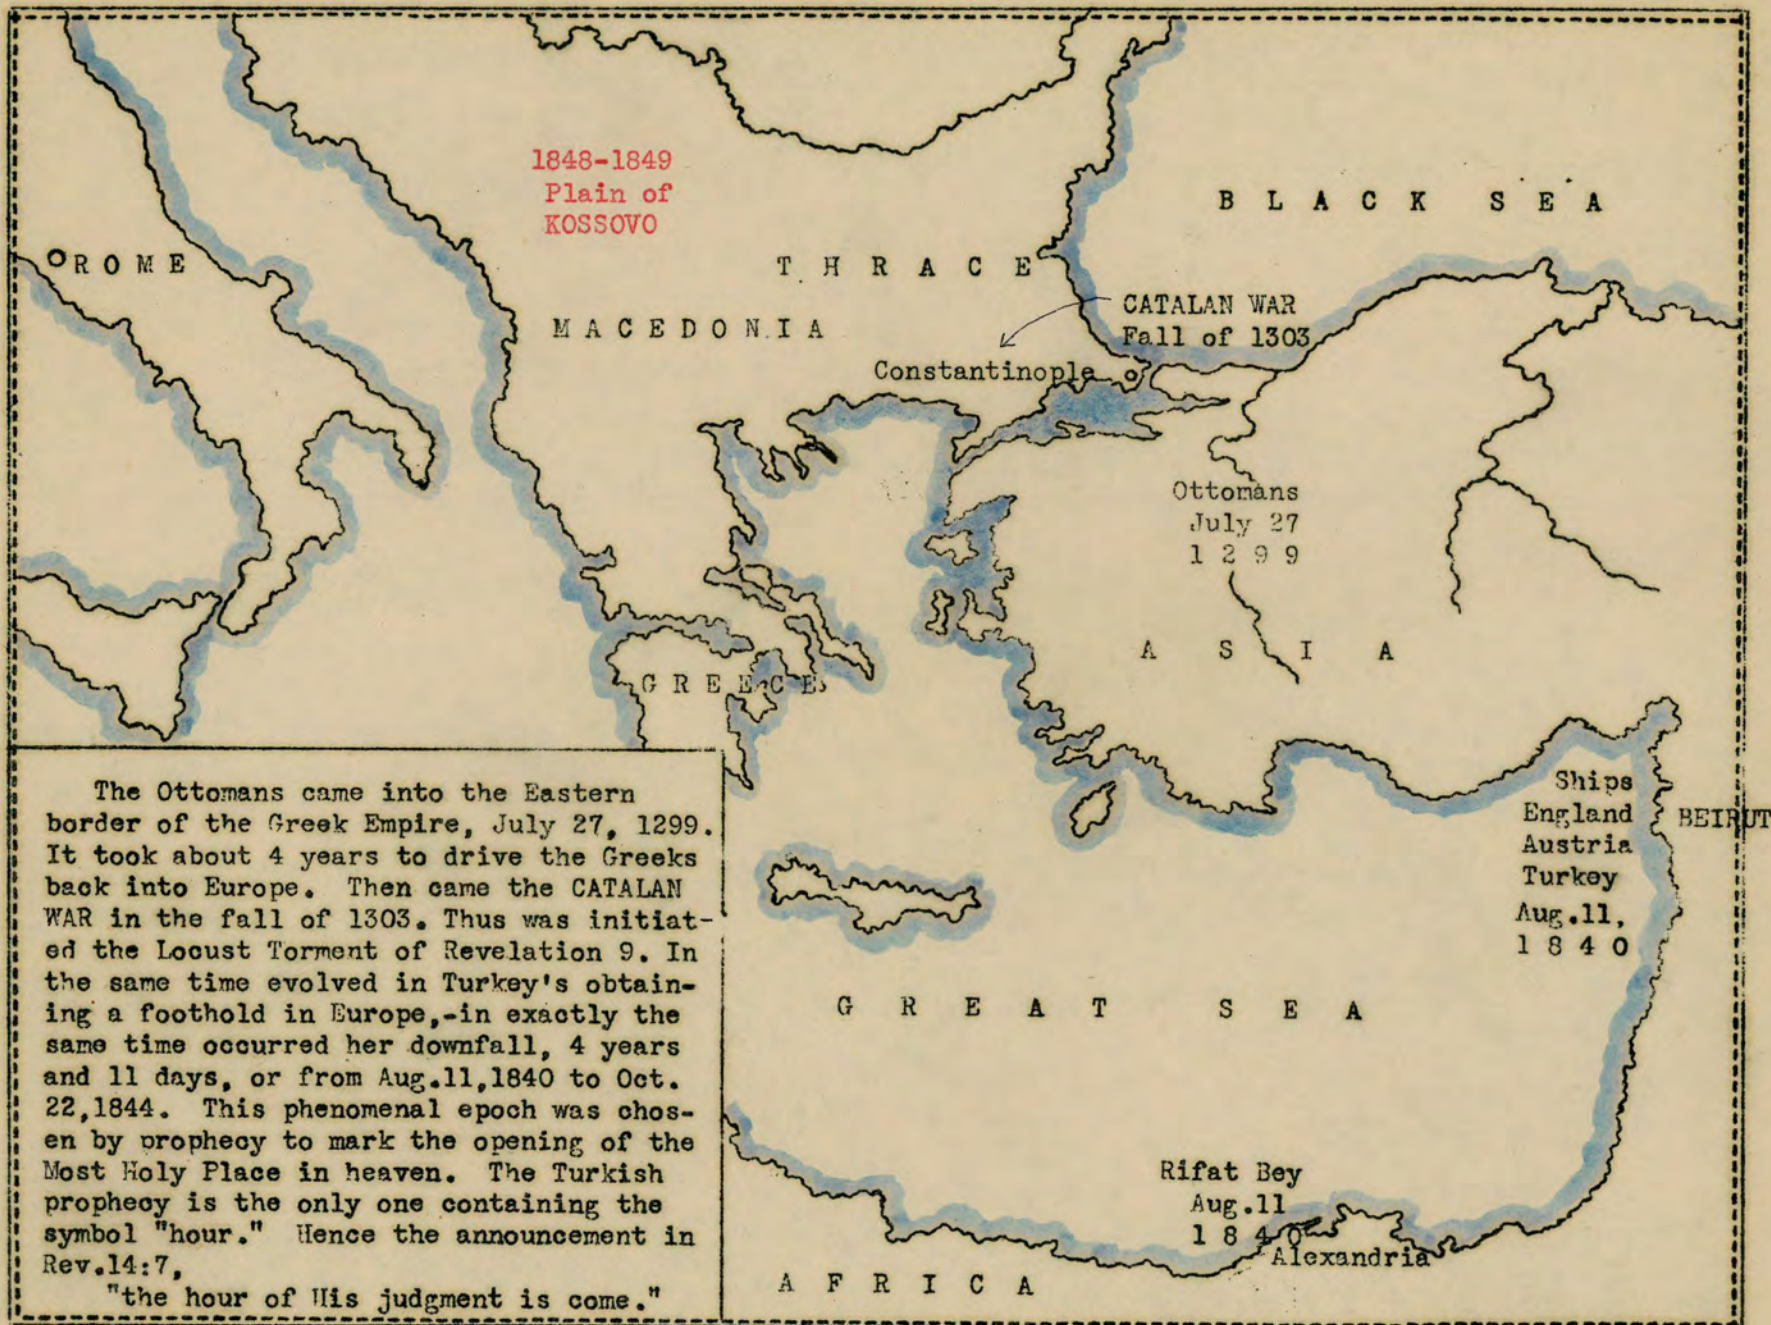 1848-1849
Plain of
KOSSOVO
BLACK SEA
ROME
THRACE
CATALAN WAR
Fall of 1303
MACEDONIA
Constantinople
Ottomans
July 27
1299
ASIA
GREECE
Ships
England
Austria
Turkey
Aug.11,
1840
BEIRUT
The Ottomans came into the Eastern
border of the Greek Empire, July 27, 1299.
It took about 4 years to drive the Greeks
back into Europe. Then came the CATALAN
WAR in the fall of 1303. Thus was initiat-
ed the Locust Torment of Revelation 9. In
the same time evolved in Turkey's obtain-
ing a foothold in Europe,-in exactly the
same time occurred her downfall, 4 years
and 11 days, or from Aug.11,1840 to Oct.
22,1844. This phenomenal epoch was chos-
en by prophecy to mark the opening of the
Most Holy Place in heaven. The Turkish
prophecy is the only one containing the
symbol "hour." Hence the announcement in
Rev.14:7,
"the hour of His judgment is come."
GREAT SEA
Rifat Bey
Aug.11
1840
Alexandria
AFRICA